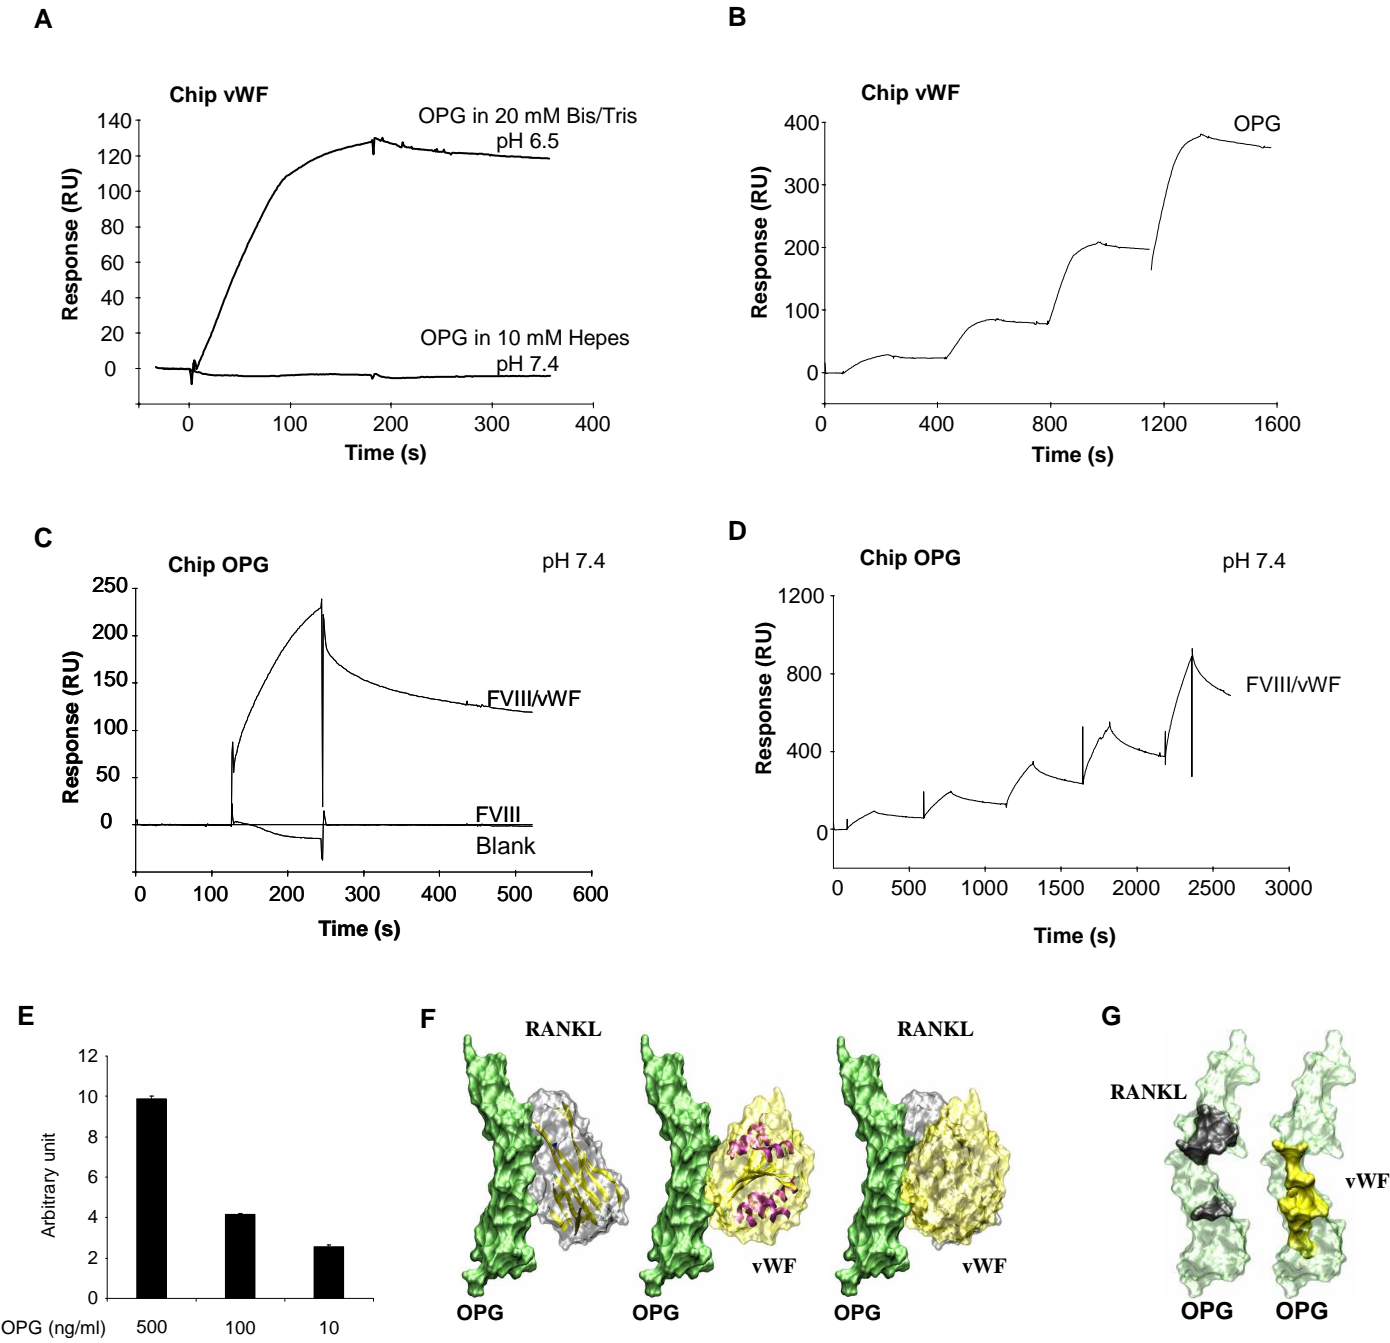 A
Chip vWF
OPG in 20 mM Bis/Tris
pH 6.5
OPG in 10 mM Hepes
pH 7.4
Response (RU)
140
120
100
80
60
40
20
0
0 100 200 300 400
Time (s)
B
Chip vWF
OPG
Response (RU)
400
300
200
100
0
0 400 800 1200 1600
Time (s)
C
Chip OPG
pH 7.4
Response (RU)
250
200
150
100
50
0
FVIII/vWF
FVIII
Blank
0 100 200 300 400 500 600
Time (s)
D
Chip OPG
pH 7.4
Response (RU)
1200
800
400
0
FVIII/vWF
0 500 1000 1500 2000 2500 3000
Time (s)
E
Arbitrary unit
12
10
8
6
4
2
0
OPG (ng/ml) 500 100 10
F
RANKL
RANKL
vWF
vWF
OPG
OPG
OPG
G
RANKL
vWF
OPG
OPG